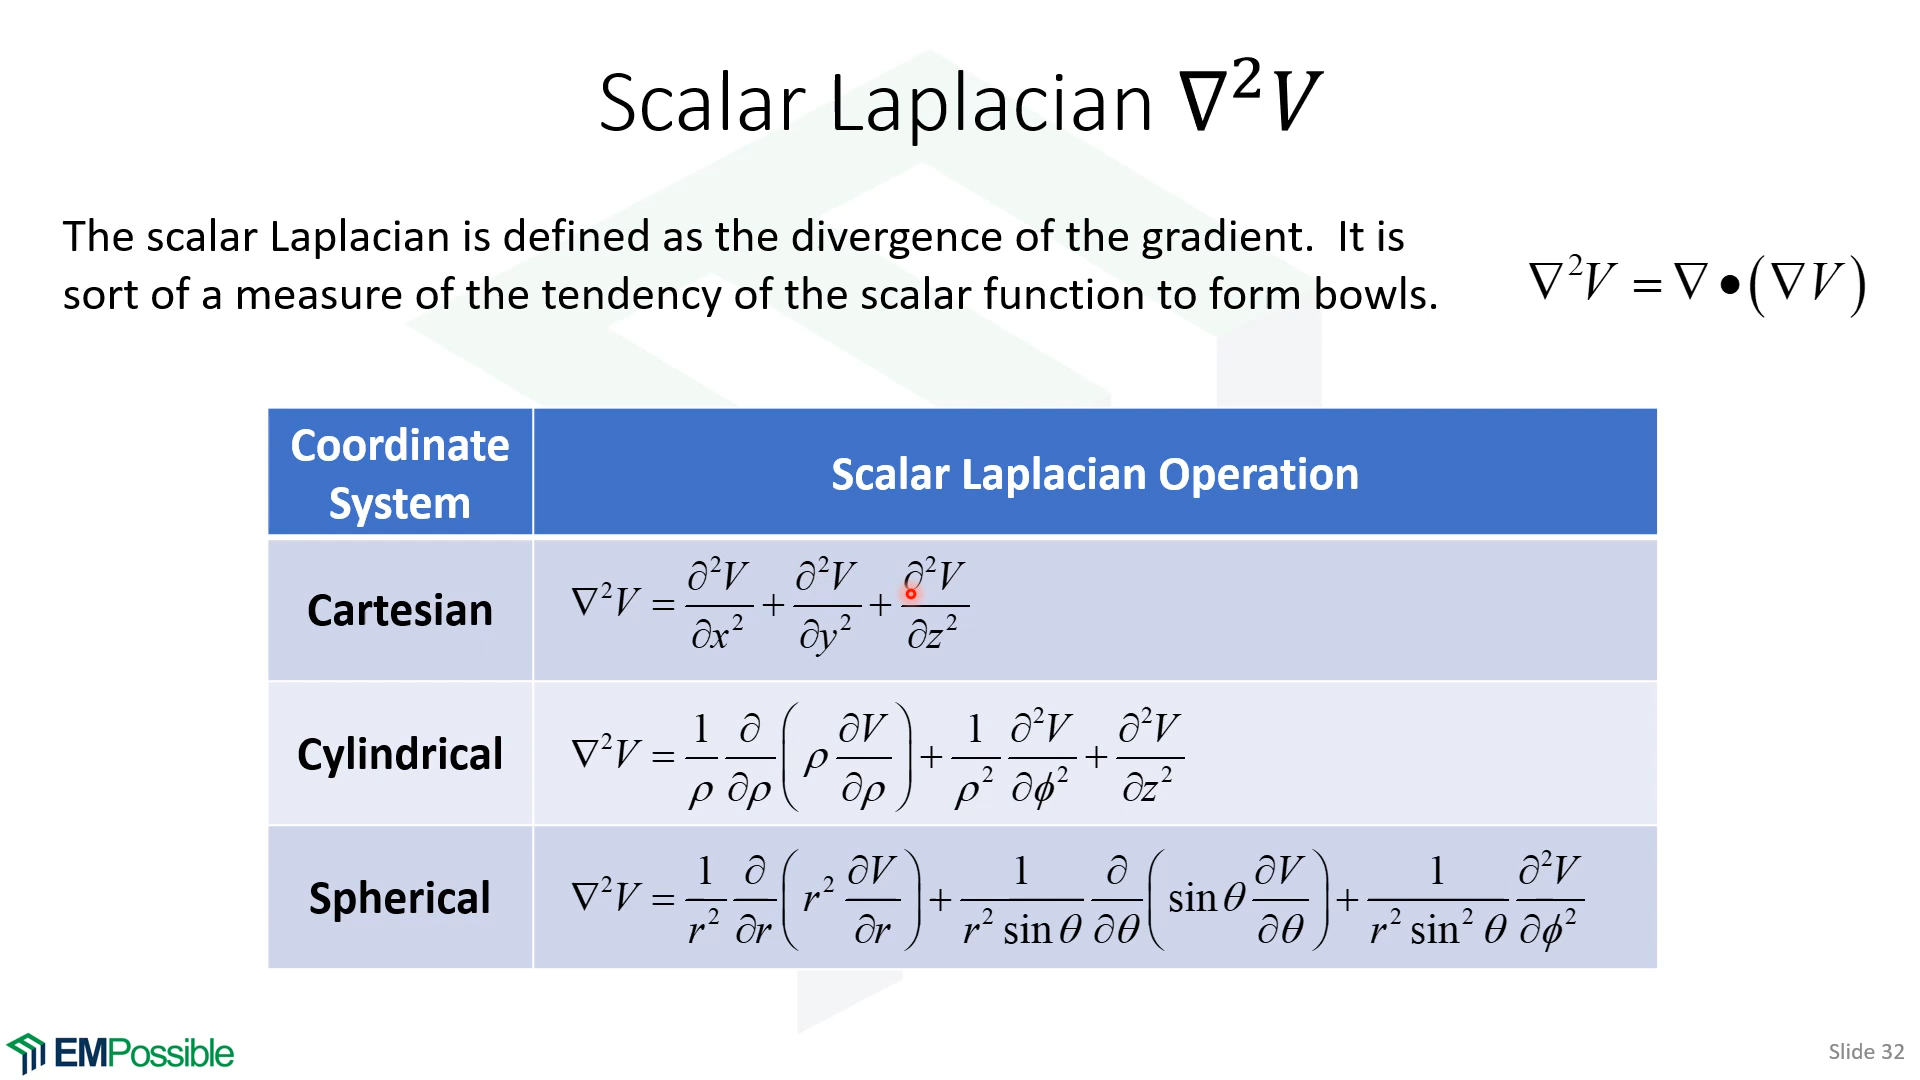 Scalar Laplacian ∇²V
The scalar Laplacian is defined as the divergence of the gradient.  It is
sort of a measure of the tendency of the scalar function to form bowls.
∇²V = ∇ • (∇V)
Coordinate
System
Scalar Laplacian Operation
Cartesian
∇²V = ∂²V/∂x² + ∂²V/∂y² + ∂²V/∂z²
Cylindrical
∇²V = 1/ρ ∂/∂ρ (ρ ∂V/∂ρ) + 1/ρ² ∂²V/∂ϕ² + ∂²V/∂z²
Spherical
∇²V = 1/r² ∂/∂r (r² ∂V/∂r) + 1/(r² sin θ) ∂/∂θ (sin θ ∂V/∂θ) + 1/(r² sin² θ) ∂²V/∂ϕ²
EMPossible
Slide 32